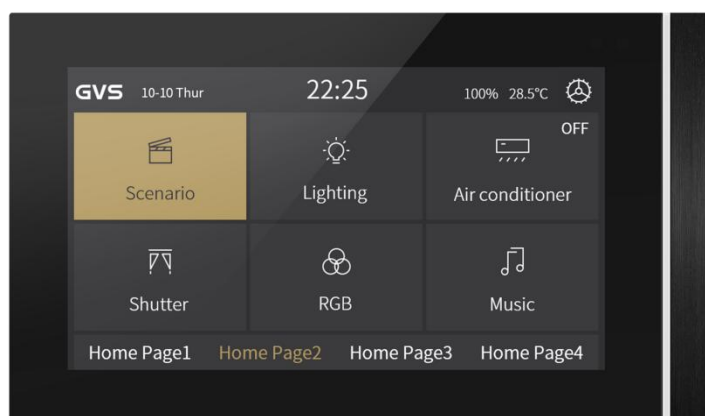 GVS 10-10 Thur 22:25 100% 28.5℃
OFF
Scenario Lighting Air conditioner
Shutter RGB Music
Home Page1 Home Page2 Home Page3 Home Page4